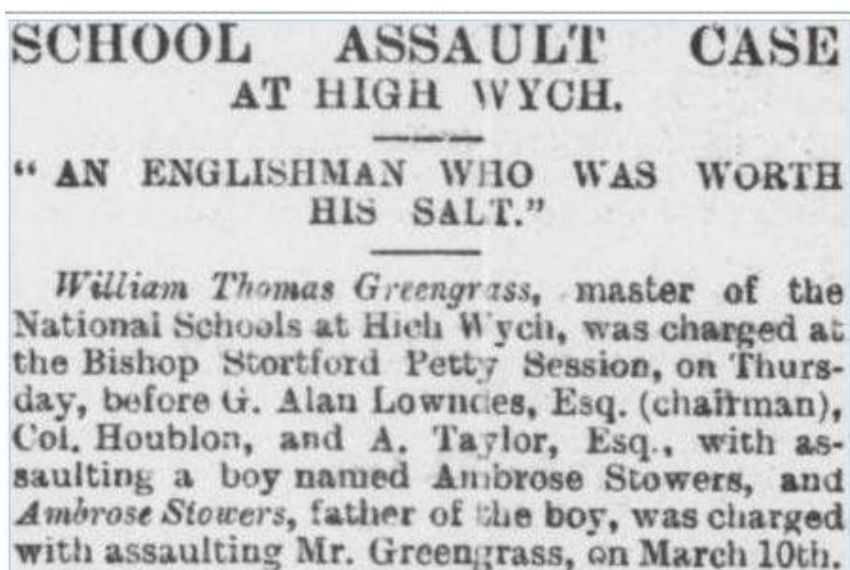 SCHOOL ASSAULT CASE
AT HIGH WYCH.
“ AN ENGLISHMAN WHO WAS WORTH
HIS SALT.”
William Thomas Greengrass, master of the
National Schools at High Wych, was charged at
the Bishop Stortford Petty Session, on Thurs-
day, before G. Alan Lowndes, Esq. (chairman),
Col. Houblon, and A. Taylor, Esq., with as-
saulting a boy named Ambrose Stowers, and
Ambrose Stowers, father of the boy, was charged
with assaulting Mr. Greengrass, on March 10th.